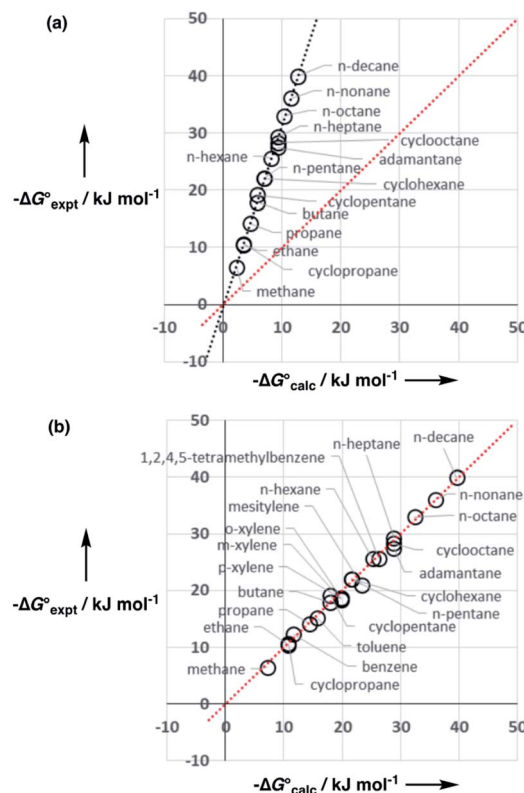 (a)
50
n-decane
40
n-nonane
n-octane
30
n-heptane
cyclooctane
n-hexane
adamantane
n-pentane
-ΔG°expt / kJ mol-1
20
cyclohexane
cyclopentane
butane
propane
10
ethane
cyclopropane
methane
0
-10
0 10 20 30 40 50
-ΔG°calc / kJ mol-1
(b)
50
n-heptane
n-decane
1,2,4,5-tetramethylbenzene
40
n-hexane
n-nonane
mesitylene
n-octane
30
o-xylene
cyclooctane
m-xylene
adamantane
-ΔG°expt / kJ mol-1
20
p-xylene
cyclohexane
butane
n-pentane
propane
cyclopentane
10
ethane
toluene
methane
benzene
cyclopropane
0
-10
-10 0 10 20 30 40 50
-ΔG°calc / kJ mol-1